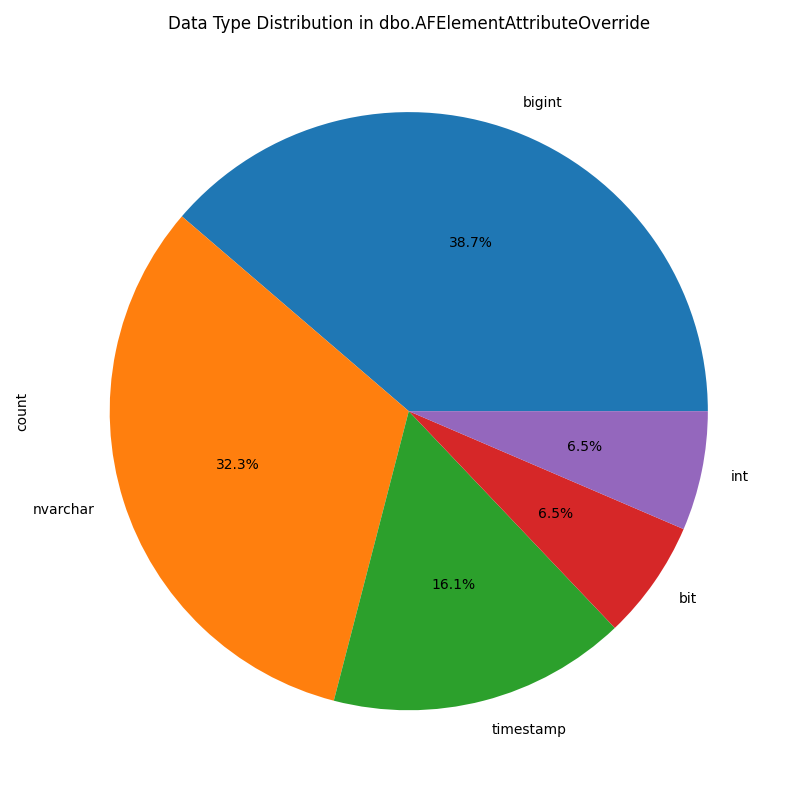 Data Type Distribution in dbo.AFElementAttributeOverride
bigint
38.7%
count
32.3%
nvarchar
6.5%
int
6.5%
bit
16.1%
timestamp